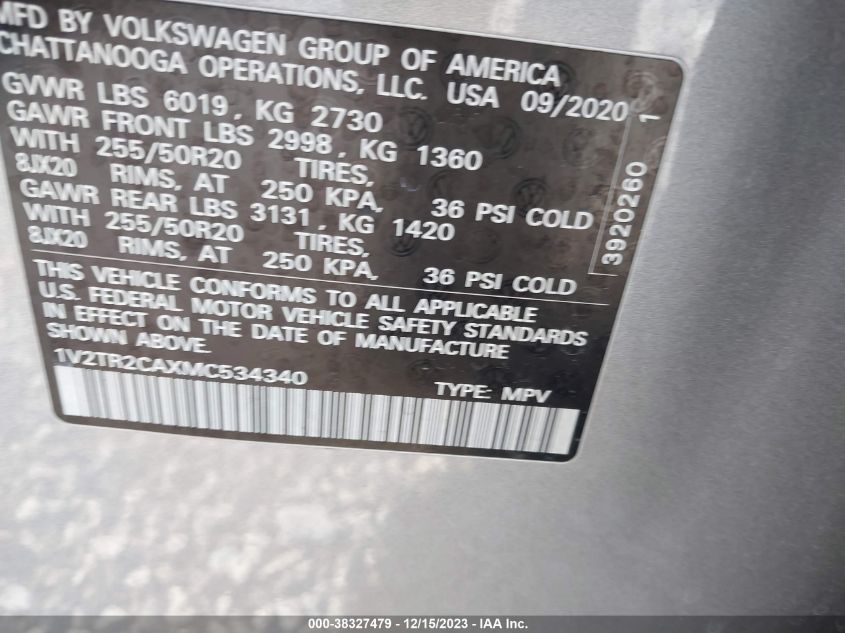 MFD BY VOLKSWAGEN GROUP OF AMERICA
CHATTANOOGA OPERATIONS, LLC. USA 09/2020 1
GVWR LBS 6019, KG 2730
GAWR FRONT LBS 2998, KG 1360
WITH 255/50R20 TIRES,
8JX20 RIMS, AT 250 KPA, 36 PSI COLD
GAWR REAR LBS 3131, KG 1420
WITH 255/50R20 TIRES,
8JX20 RIMS, AT 250 KPA, 36 PSI COLD
3920260
THIS VEHICLE CONFORMS TO ALL APPLICABLE
U.S. FEDERAL MOTOR VEHICLE SAFETY STANDARDS
IN EFFECT ON THE DATE OF MANUFACTURE
SHOWN ABOVE.
1V2TR2CAXMC534340 TYPE: MPV
000-38327479 - 12/15/2023 - IAA Inc.